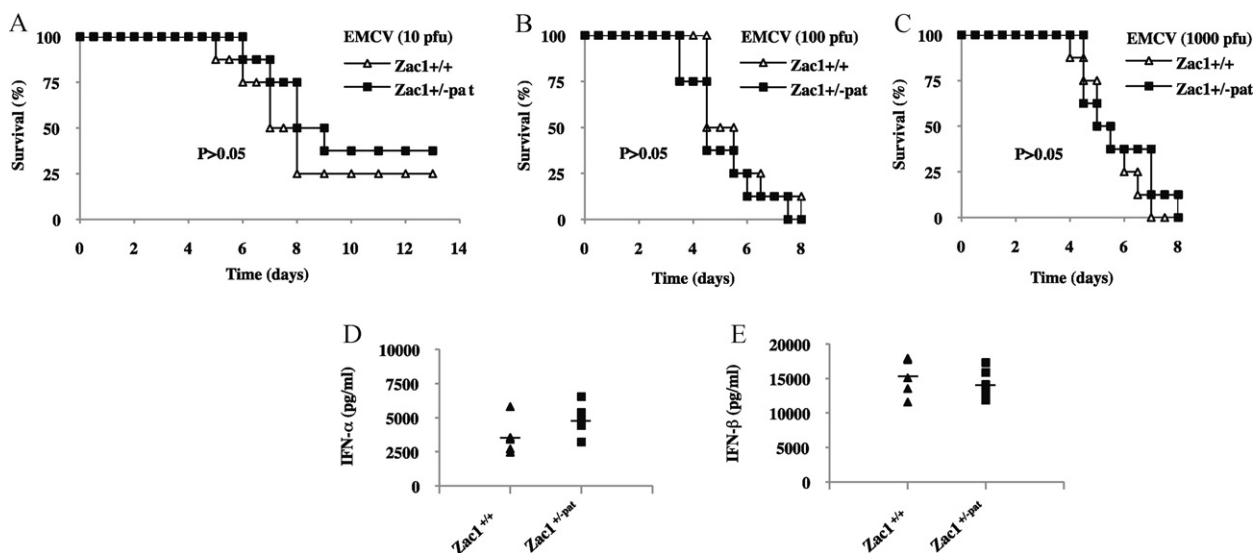 A
EMCV (10 pfu)
Zac1+/+
Zac1+/-pat
P>0.05
Survival (%)
100
75
50
25
0
0 2 4 6 8 10 12 14
Time (days)
B
EMCV (100 pfu)
Zac1+/+
Zac1+/-pat
P>0.05
Survival (%)
100
75
50
25
0
0 2 4 6 8
Time (days)
C
EMCV (1000 pfu)
Zac1+/+
Zac1+/-pat
P>0.05
Survival (%)
100
75
50
25
0
0 2 4 6 8
Time (days)
D
IFN-α (pg/ml)
10000
7500
5000
2500
0
Zac1+/+
Zac1+/-pat
E
IFN-β (pg/ml)
20000
15000
10000
5000
0
Zac1+/+
Zac1+/-pat